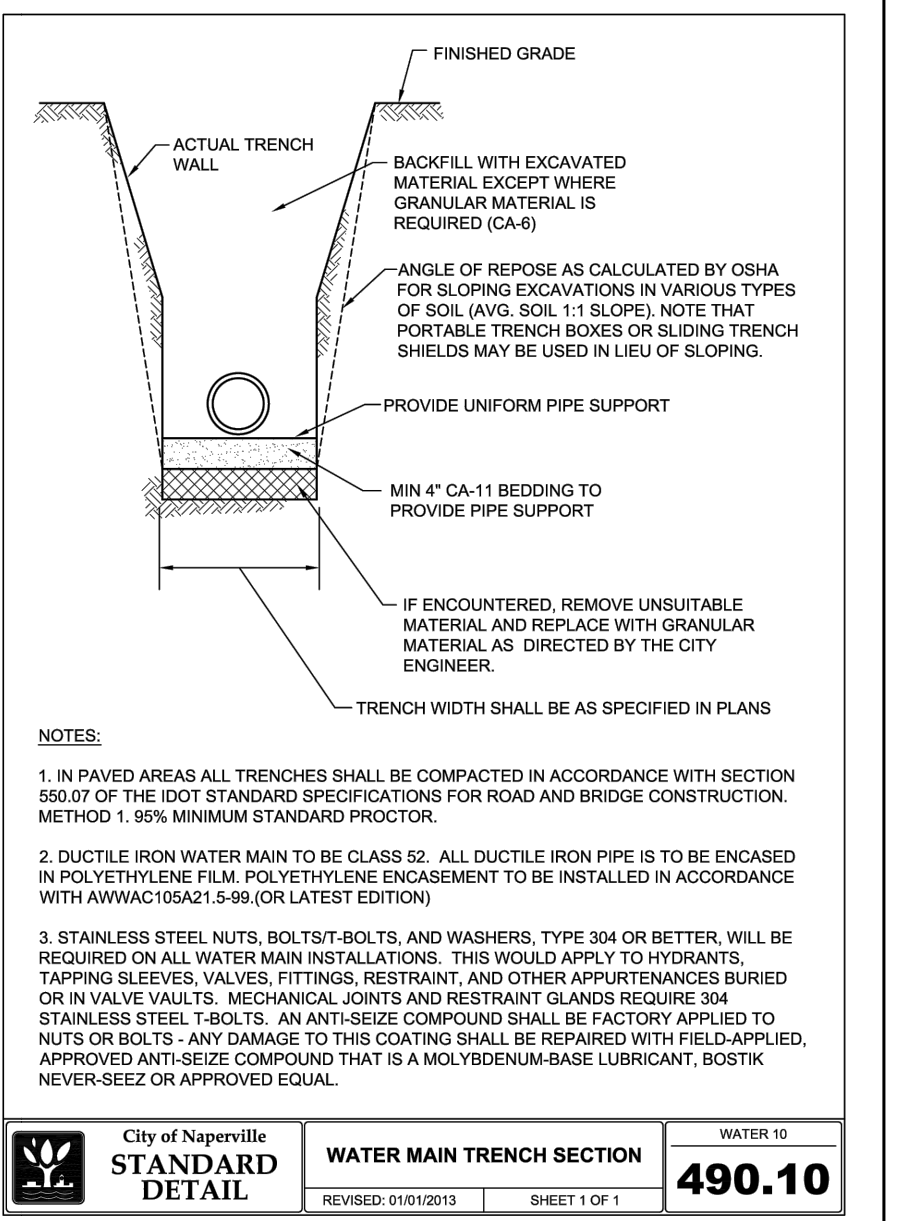 FINISHED GRADE
ACTUAL TRENCH
WALL
BACKFILL WITH EXCAVATED
MATERIAL EXCEPT WHERE
GRANULAR MATERIAL IS
REQUIRED (CA-6)
ANGLE OF REPOSE AS CALCULATED BY OSHA
FOR SLOPING EXCAVATIONS IN VARIOUS TYPES
OF SOIL (AVG. SOIL 1:1 SLOPE). NOTE THAT
PORTABLE TRENCH BOXES OR SLIDING TRENCH
SHIELDS MAY BE USED IN LIEU OF SLOPING.
PROVIDE UNIFORM PIPE SUPPORT
MIN 4" CA-11 BEDDING TO
PROVIDE PIPE SUPPORT
IF ENCOUNTERED, REMOVE UNSUITABLE
MATERIAL AND REPLACE WITH GRANULAR
MATERIAL AS DIRECTED BY THE CITY
ENGINEER.
TRENCH WIDTH SHALL BE AS SPECIFIED IN PLANS
NOTES:
1. IN PAVED AREAS ALL TRENCHES SHALL BE COMPACTED IN ACCORDANCE WITH SECTION
550.07 OF THE IDOT STANDARD SPECIFICATIONS FOR ROAD AND BRIDGE CONSTRUCTION.
METHOD 1. 95% MINIMUM STANDARD PROCTOR.
2. DUCTILE IRON WATER MAIN TO BE CLASS 52. ALL DUCTILE IRON PIPE IS TO BE ENCASED
IN POLYETHYLENE FILM. POLYETHYLENE ENCASEMENT TO BE INSTALLED IN ACCORDANCE
WITH AWWAC105A21.5-99.(OR LATEST EDITION)
3. STAINLESS STEEL NUTS, BOLTS/T-BOLTS, AND WASHERS, TYPE 304 OR BETTER, WILL BE
REQUIRED ON ALL WATER MAIN INSTALLATIONS. THIS WOULD APPLY TO HYDRANTS,
TAPPING SLEEVES, VALVES, FITTINGS, RESTRAINT, AND OTHER APPURTENANCES BURIED
OR IN VALVE VAULTS. MECHANICAL JOINTS AND RESTRAINT GLANDS REQUIRE 304
STAINLESS STEEL T-BOLTS. AN ANTI-SEIZE COMPOUND SHALL BE FACTORY APPLIED TO
NUTS OR BOLTS - ANY DAMAGE TO THIS COATING SHALL BE REPAIRED WITH FIELD-APPLIED,
APPROVED ANTI-SEIZE COMPOUND THAT IS A MOLYBDENUM-BASE LUBRICANT, BOSTIK
NEVER-SEEZ OR APPROVED EQUAL.
City of Naperville
STANDARD
DETAIL
WATER MAIN TRENCH SECTION
REVISED: 01/01/2013
SHEET 1 OF 1
WATER 10
490.10